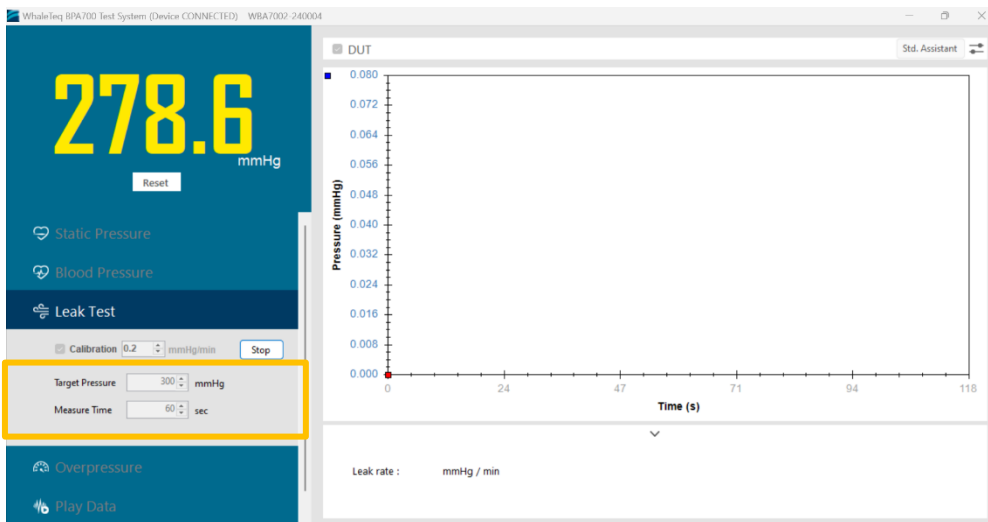 WhaleTeq BPA700 Test System (Device CONNECTED) WBA7002-240004
278.6
mmHg
Reset
Static Pressure
Blood Pressure
Leak Test
Calibration 0.2 mmHg/min Stop
Target Pressure 300 mmHg
Measure Time 60 sec
Overpressure
Play Data
DUT Std. Assistant
0.080
0.072
0.064
0.056
0.048
0.040
0.032
0.024
0.016
0.008
0.000
Pressure (mmHg)
0 24 47 71 94 118
Time (s)
Leak rate : mmHg / min